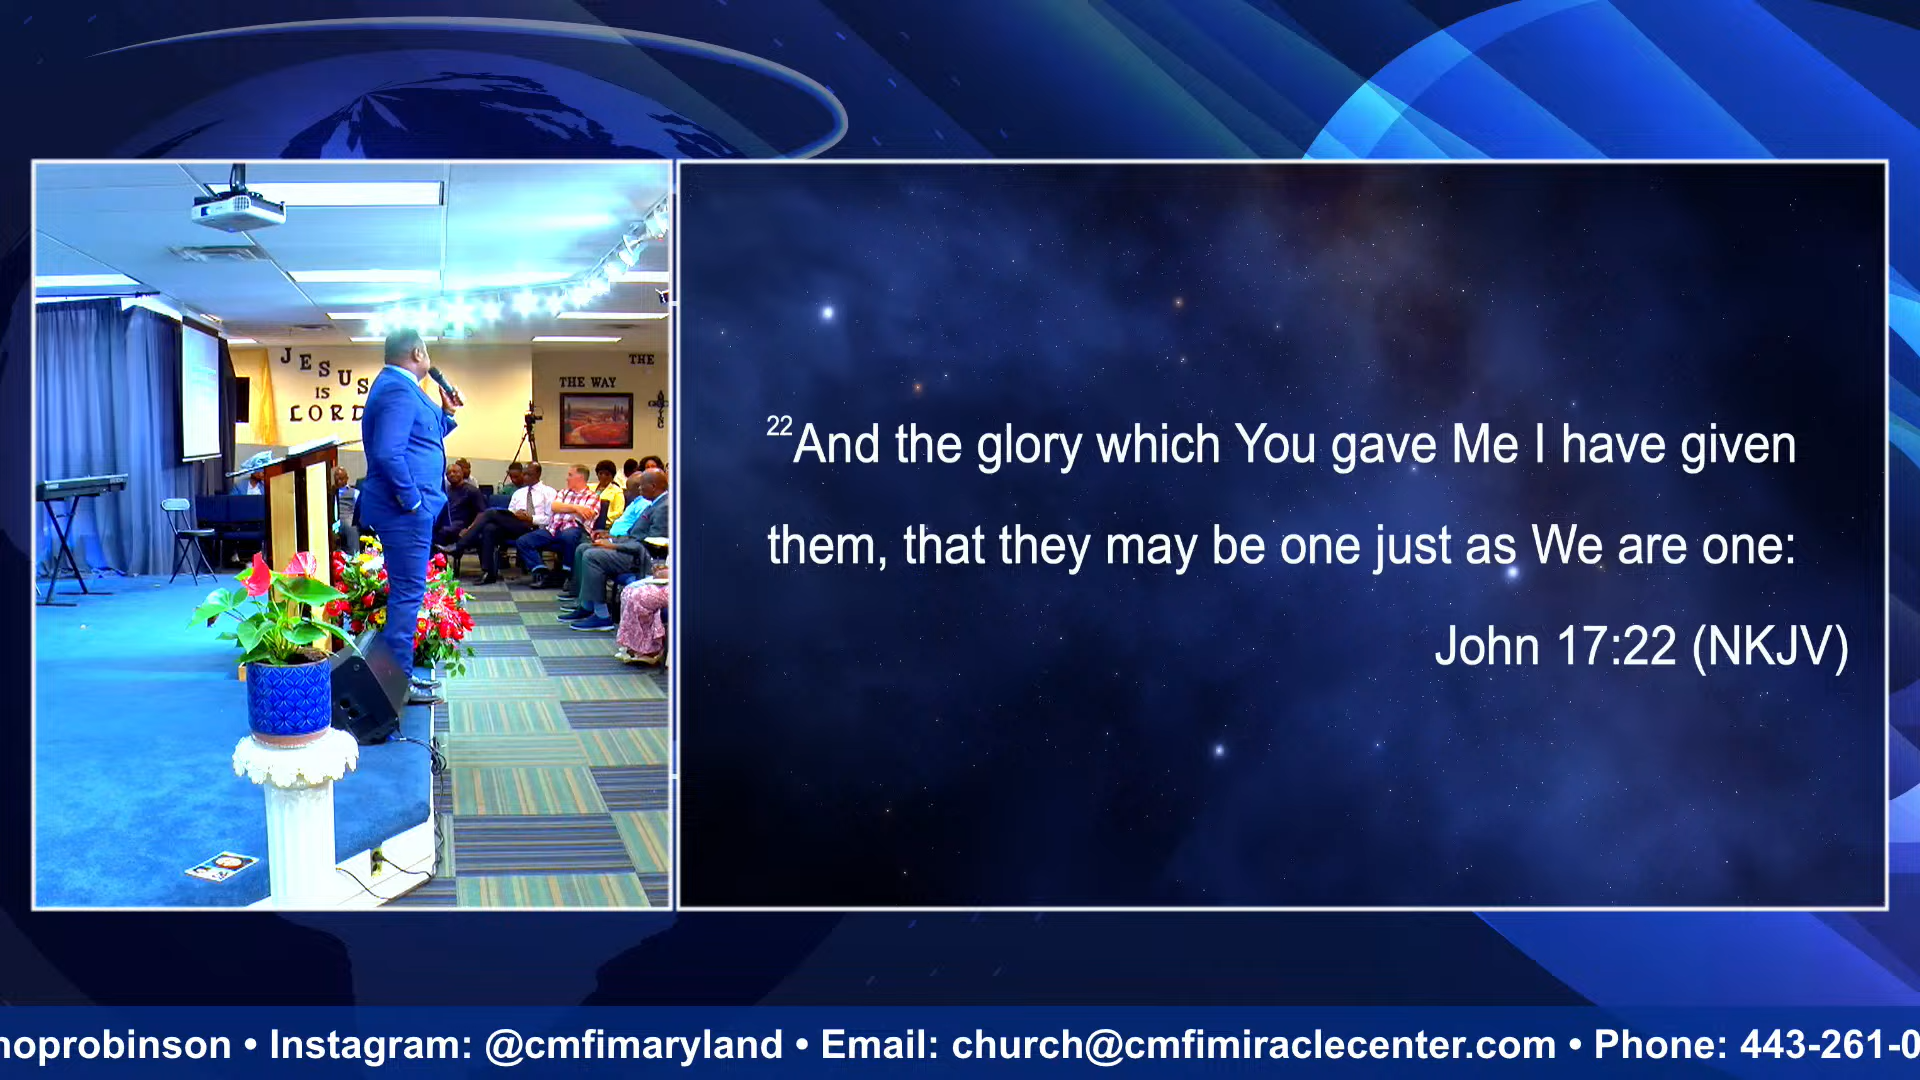 JESUS
IS
LORD
THE WAY
THE
22And the glory which You gave Me I have given
them, that they may be one just as We are one:
John 17:22 (NKJV)
hoprobinson • Instagram: @cmfimaryland • Email: church@cmfimiraclecenter.com • Phone: 443-261-0